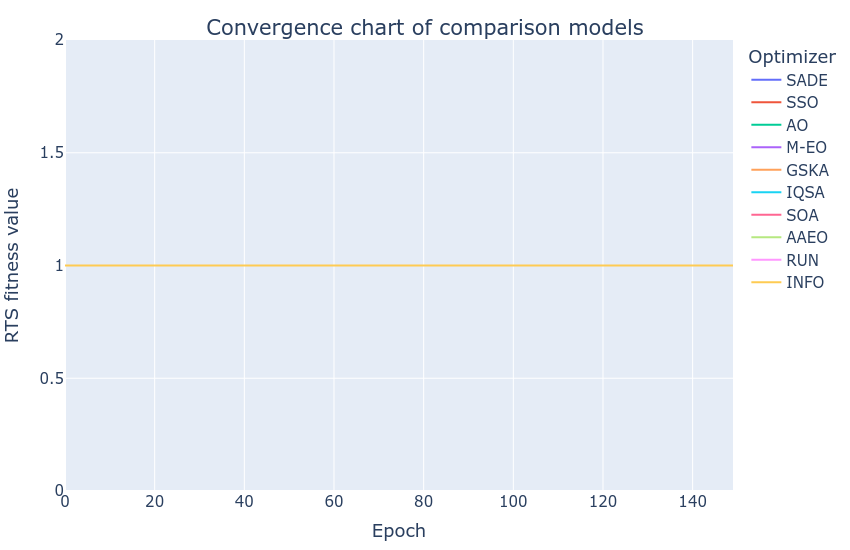 Convergence chart of comparison models
RTS fitness value
2
1.5
1
0.5
0
0
20
40
60
80
100
120
140
Epoch
Optimizer
SADE
SSO
AO
M-EO
GSKA
IQSA
SOA
AAEO
RUN
INFO